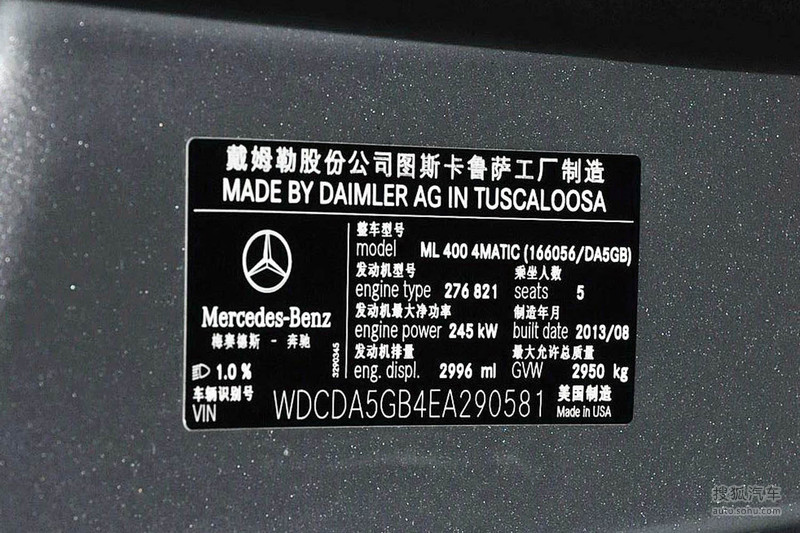 戴姆勒股份公司图斯卡鲁萨工厂制造
MADE BY DAIMLER AG IN TUSCALOOSA
整车型号
model ML 400 4MATIC (166056/DA5GB)
发动机型号 乘坐人数
engine type 276 821 seats 5
发动机最大净功率 制造年月
engine power 245 kW built date 2013/08
发动机排量 最大允许总质量
eng. displ. 2996 ml GVW 2950 kg
Mercedes-Benz
梅赛德斯 - 奔驰
3290345
1.0 %
车辆识别号
VIN WDCDA5GB4EA290581
美国制造
Made in USA
搜狐汽车
auto.sohu.com